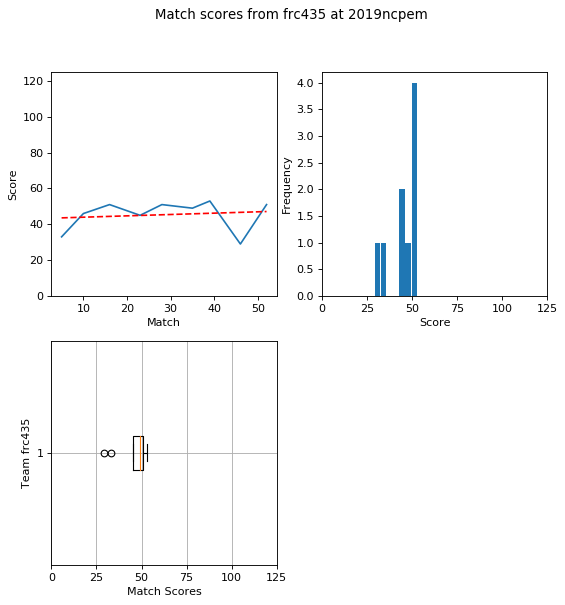 Match scores from frc435 at 2019ncpem
120
100
80
60
40
20
0
Score
10 20 30 40 50
Match
4.0
3.5
3.0
2.5
2.0
1.5
1.0
0.5
0.0
Frequency
0 25 50 75 100 125
Score
1
Team frc435
0 25 50 75 100 125
Match Scores